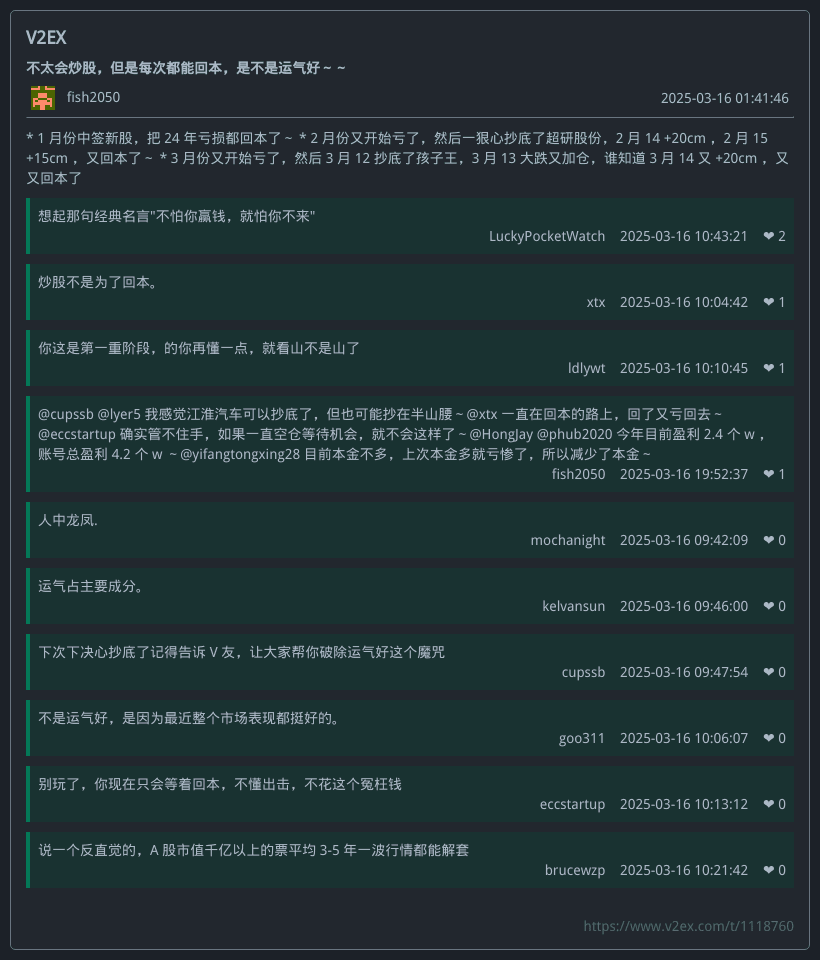 V2EX
不太会炒股，但是每次都能回本，是不是运气好~ ~
fish2050 2025-03-16 01:41:46
* 1 月份中签新股，把 24 年亏损都回本了~ * 2 月份又开始亏了，然后一狠心抄底了超研股份，2 月 14 +20cm ，2 月 15
+15cm ，又回本了~ * 3 月份又开始亏了，然后 3 月 12 抄底了孩子王，3 月 13 大跌又加仓，谁知道 3 月 14 又 +20cm ，又
又回本了
想起那句经典名言"不怕你赢钱，就怕你不来"
LuckyPocketWatch 2025-03-16 10:43:21 ❤ 2
炒股不是为了回本。
xtx 2025-03-16 10:04:42 ❤ 1
你这是第一重阶段，的你再懂一点，就看山不是山了
ldlywt 2025-03-16 10:10:45 ❤ 1
@cupssb @lyer5 我感觉江淮汽车可以抄底了，但也可能抄在半山腰~ @xtx 一直在回本的路上，回了又亏回去~
@eccstartup 确实管不住手，如果一直空仓等待机会，就不会这样了~ @HongJay @phub2020 今年目前盈利 2.4 个 w ，
账号总盈利 4.2 个 w ~ @yifangtongxing28 目前本金不多，上次本金多就亏惨了，所以减少了本金~
fish2050 2025-03-16 19:52:37 ❤ 1
人中龙凤.
mochanight 2025-03-16 09:42:09 ❤ 0
运气占主要成分。
kelvansun 2025-03-16 09:46:00 ❤ 0
下次下决心抄底了记得告诉 V 友，让大家帮你破除运气好这个魔咒
cupssb 2025-03-16 09:47:54 ❤ 0
不是运气好，是因为最近整个市场表现都挺好的。
goo311 2025-03-16 10:06:07 ❤ 0
别玩了，你现在只会等着回本，不懂出击，不花这个冤枉钱
eccstartup 2025-03-16 10:13:12 ❤ 0
说一个反直觉的，A 股市值千亿以上的票平均 3-5 年一波行情都能解套
brucewzp 2025-03-16 10:21:42 ❤ 0
https://www.v2ex.com/t/1118760